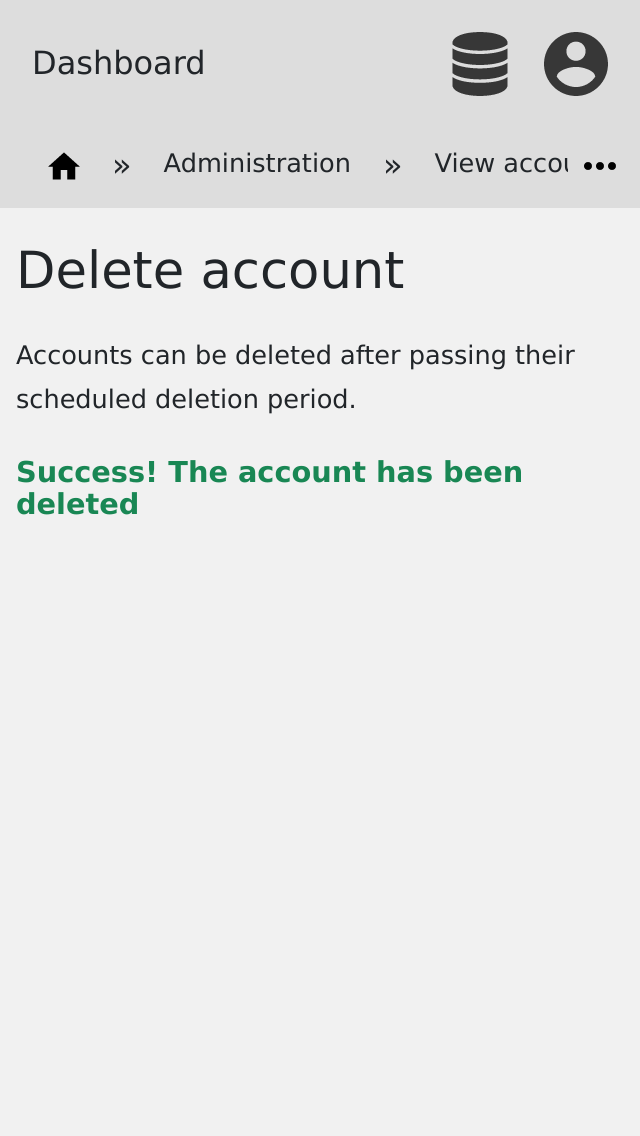 Dashboard
» Administration » View accou
Delete account
Accounts can be deleted after passing their
scheduled deletion period.
Success! The account has been
deleted